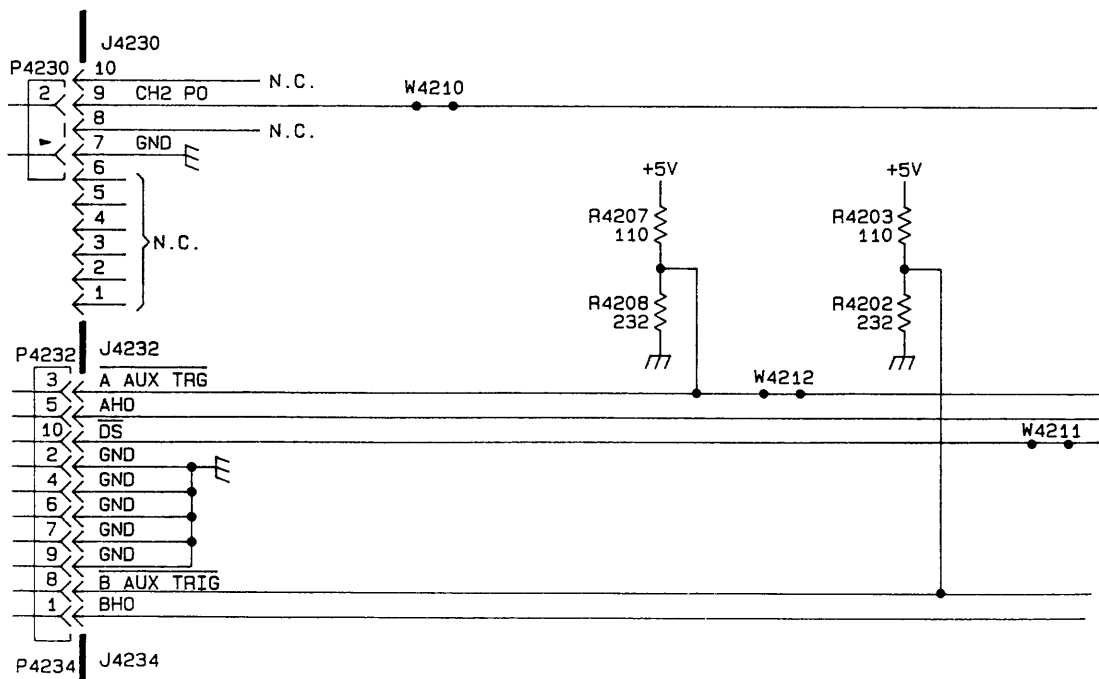 J4230
P4230
10
N.C.
2
9
CH2 PO
W4210
8
N.C.
7
GND
6
5
4
3
2
1
N.C.
+5V
+5V
R4207
110
R4203
110
R4208
232
R4202
232
J4232
P4232
3
A AUX TRG
W4212
5
AHO
10
DS
W4211
2
GND
4
GND
6
GND
7
GND
9
GND
8
B AUX TRIG
1
BHO
P4234
J4234